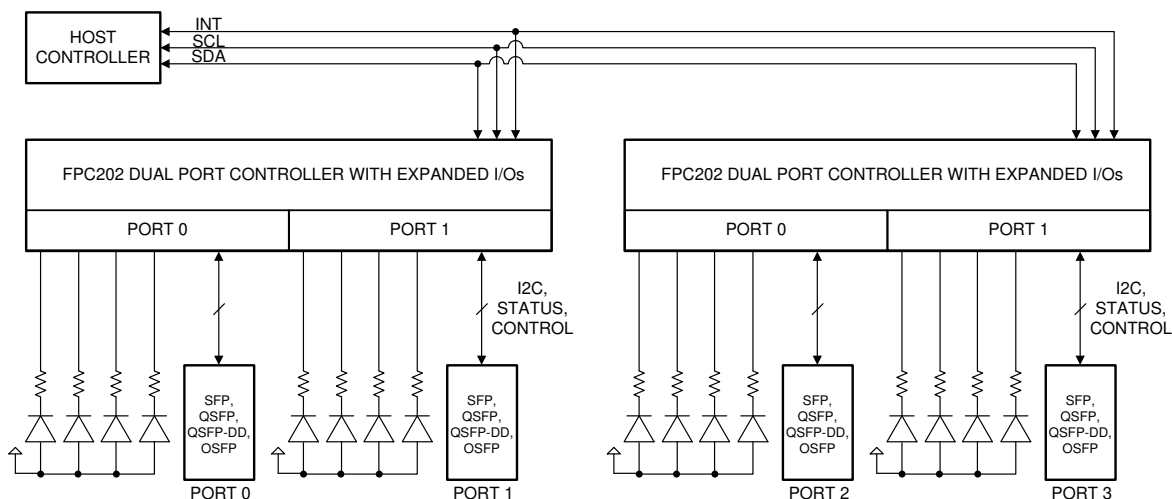 HOST
CONTROLLER
INT
SCL
SDA
FPC202 DUAL PORT CONTROLLER WITH EXPANDED I/Os
PORT 0
PORT 1
I2C,
STATUS,
CONTROL
SFP,
QSFP,
QSFP-DD,
OSFP
PORT 0
SFP,
QSFP,
QSFP-DD,
OSFP
PORT 1
FPC202 DUAL PORT CONTROLLER WITH EXPANDED I/Os
PORT 0
PORT 1
I2C,
STATUS,
CONTROL
SFP,
QSFP,
QSFP-DD,
OSFP
PORT 2
SFP,
QSFP,
QSFP-DD,
OSFP
PORT 3